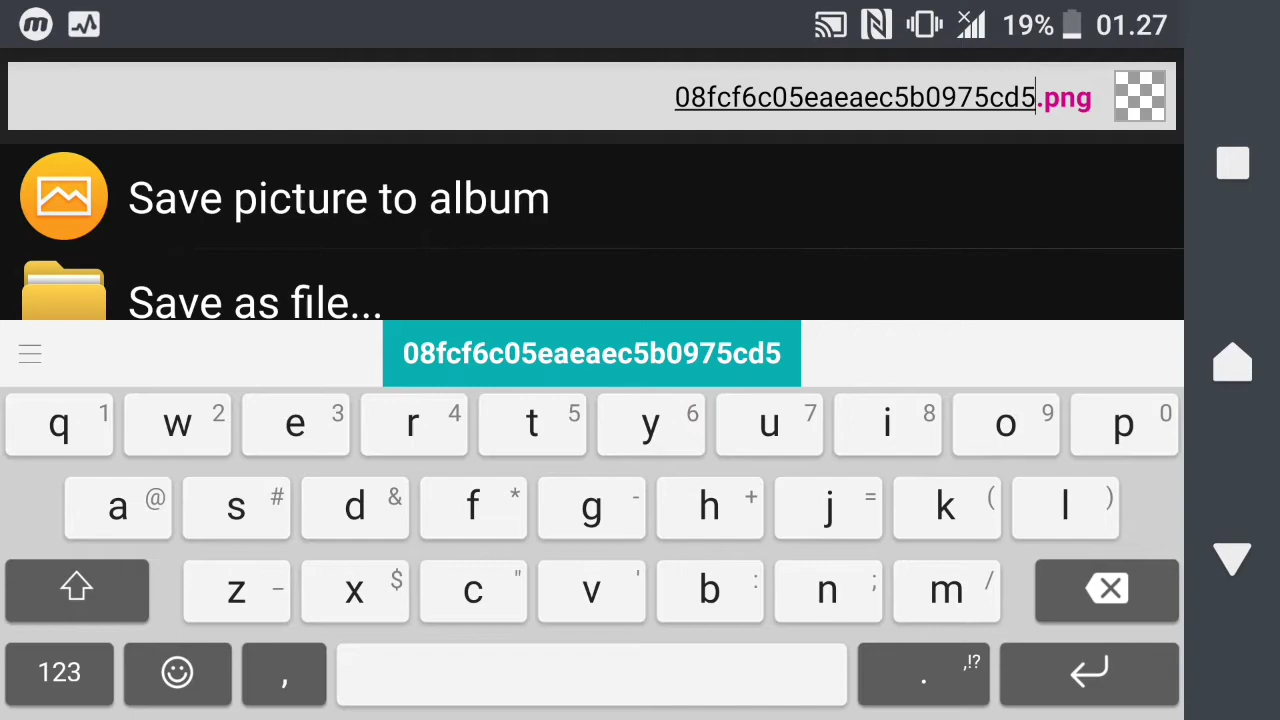 19% 01.27
08fcf6c05eaeaec5b0975cd5.png
Save picture to album
Save as file...
08fcf6c05eaeaec5b0975cd5
q 1 w 2 e 3 r 4 t 5 y 6 u 7 i 8 o 9 p 0
a @ s # d & f * g - h + j = k ( l )
z _ x $ c " v ' b : n ; m /
123 , . ,!?